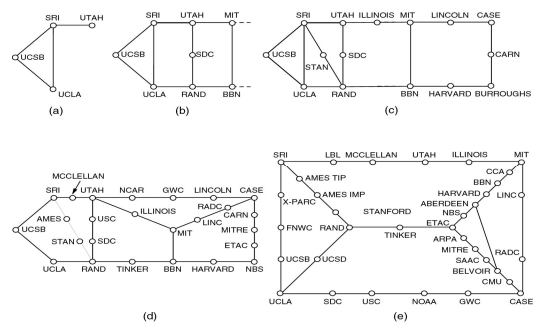 SRI UTAH
UCSB
UCLA
(a)
SRI UTAH MIT
UCSB SDC
UCLA RAND BBN
(b)
SRI UTAH ILLINOIS MIT LINCOLN CASE
UCSB SDC CARN
STAN
UCLA RAND BBN HARVARD BURROUGHS
(c)
MCCLELLAN
SRI UTAH NCAR GWC LINCOLN CASE
RADC
AMES USC ILLINOIS LINC CARN
UCSB MIT MITRE
STAN SDC ETAC
UCLA RAND TINKER BBN HARVARD NBS
(d)
SRI LBL MCCLELLAN UTAH ILLINOIS MIT
CCA
AMES TIP BBN
X-PARC AMES IMP HARVARD LINC
ABERDEEN
STANFORD NBS
FNWC RAND ETAC
TINKER ARPA
MITRE RADC
UCSB UCSD SAAC
BELVOIR
CMU
UCLA SDC USC NOAA GWC CASE
(e)